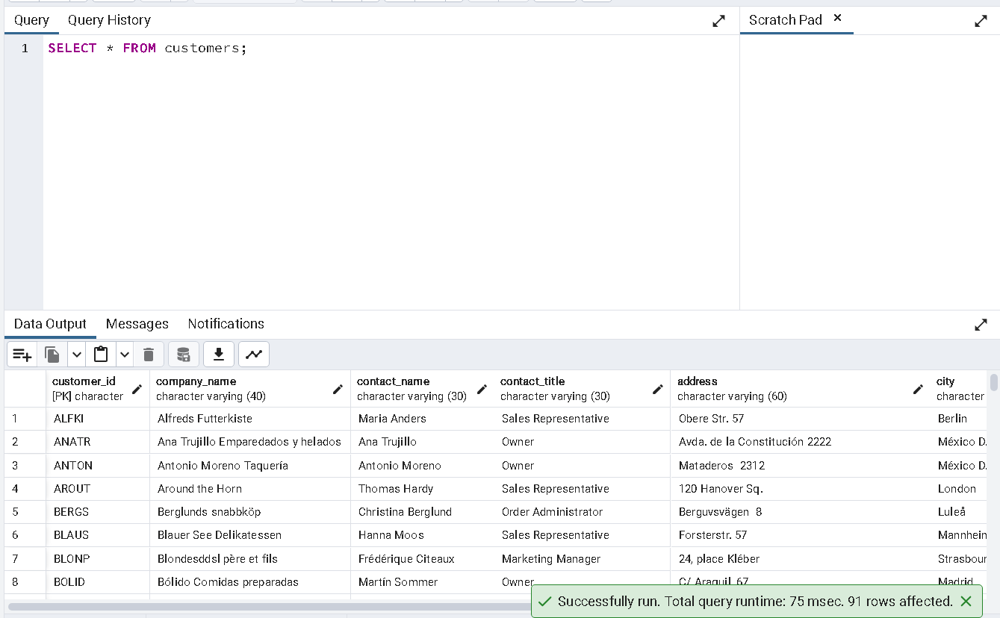 Query Query History Scratch Pad ×
1 SELECT * FROM customers;
Data Output Messages Notifications
customer_id company_name contact_name contact_title address city
[PK] character character varying (40) character varying (30) character varying (30) character varying (60) character
1 ALFKI Alfreds Futterkiste Maria Anders Sales Representative Obere Str. 57 Berlin
2 ANATR Ana Trujillo Emparedados y helados Ana Trujillo Owner Avda. de la Constitución 2222 México D.
3 ANTON Antonio Moreno Taquería Antonio Moreno Owner Mataderos  2312 México D.
4 AROUT Around the Horn Thomas Hardy Sales Representative 120 Hanover Sq. London
5 BERGS Berglunds snabbköp Christina Berglund Order Administrator Berguvsvägen  8 Luleå
6 BLAUS Blauer See Delikatessen Hanna Moos Sales Representative Forsterstr. 57 Mannhein
7 BLONP Blondesddsl père et fils Frédérique Citeaux Marketing Manager 24, place Kléber Strasbour
8 BOLID Bólido Comidas preparadas Martín Sommer Owner C/ Araquil, 67 Madrid
Successfully run. Total query runtime: 75 msec. 91 rows affected. ×